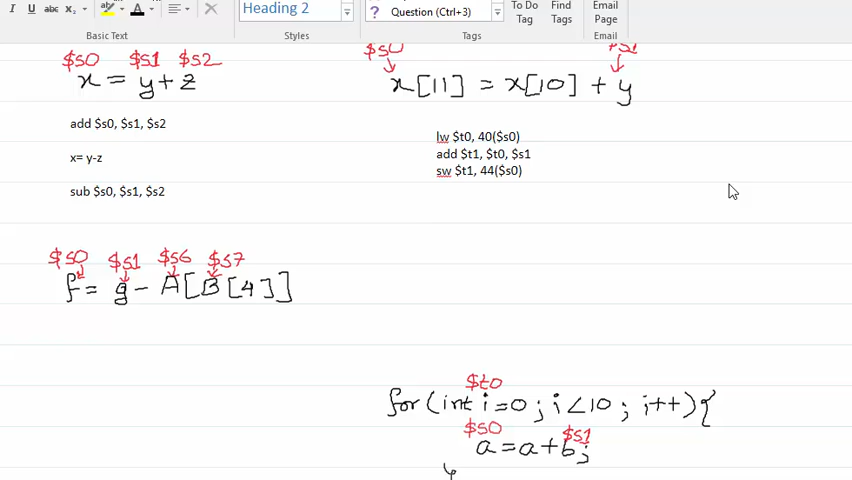 I U abc x₂ A
Heading 2
? Question (Ctrl+3)
To Do Tag
Find Tags
Email Page
Basic Text
Styles
Tags
Email
$s0 $s1 $s2
x = y + z
add $s0, $s1, $s2
x= y-z
sub $s0, $s1, $s2
$s0 $s1
x[11] = x[10] + y
lw $t0, 40($s0)
add $t1, $t0, $s1
sw $t1, 44($s0)
$s0 $s1 $s6 $s7
f = g - A[B[4]]
$t0
for(int i=0; i<10; i++){
$s0 $s1
a = a + b;